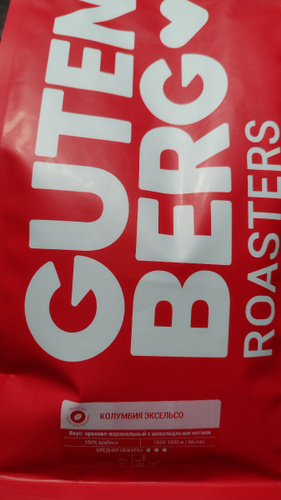 GUTEN
BERG
ROASTERS
КОЛУМБИЯ ЭКСЕЛЬСО
Вкус: орехово-карамельный с шоколадными нотами
100% арабика
СРЕДНЯЯ ОБЖАРКА